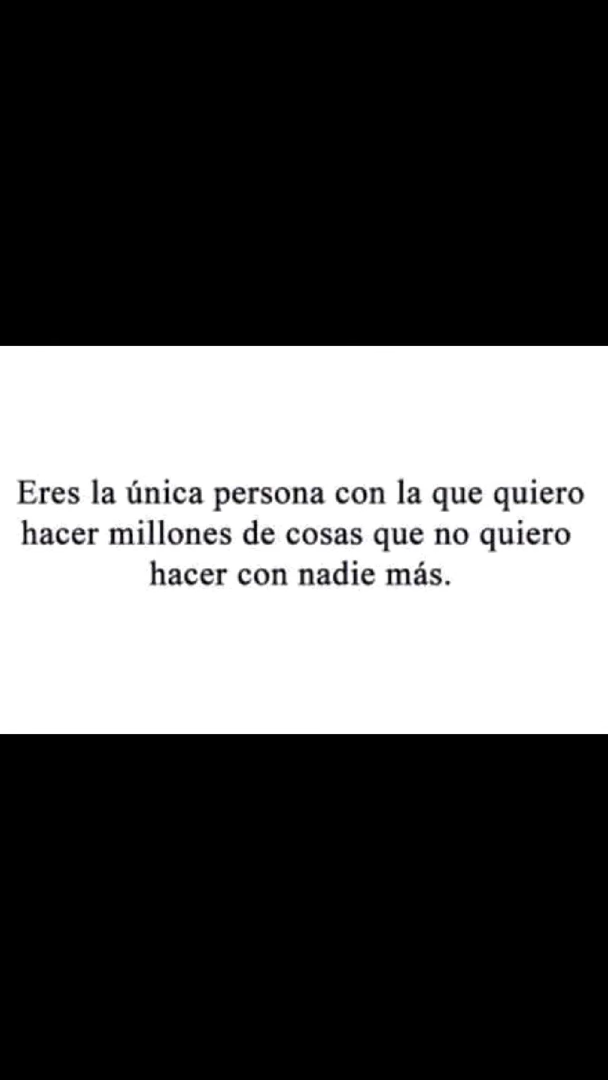 Eres la única persona con la que quiero
hacer millones de cosas que no quiero
hacer con nadie más.